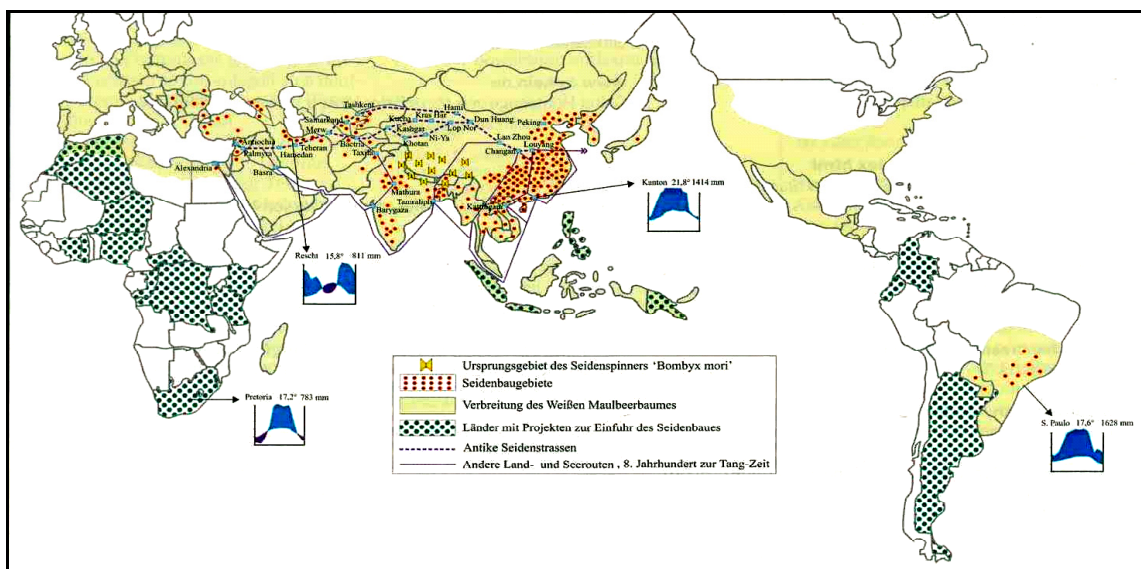 Tashkent
Hami
Samarkand
Kucha
Kras Har
Dun Huang
Peking
Merw
Kashgar
Lop Nor
Antiochia
Teheran
Bactria
Khotan
Ni-Ya
Lan Zhou
Palmyra
Hamedan
Taxila
Changan
Louyang
Alexandria
Basra
Mathura
Tamralipti
Kattigara
Barygaza
Kanton 21,8° 1414 mm
Rescht 15,8° 811 mm
Pretoria 17,2° 783 mm
S. Paulo 17,6° 1628 mm
Ursprungsgebiet des Seidenspinners ‘Bombyx mori’
Seidenbaugebiete
Verbreitung des Weißen Maulbeerbaumes
Länder mit Projekten zur Einfuhr des Seidenbaues
Antike Seidenstrassen
Andere Land- und Seerouten , 8. Jahrhundert zur Tang-Zeit